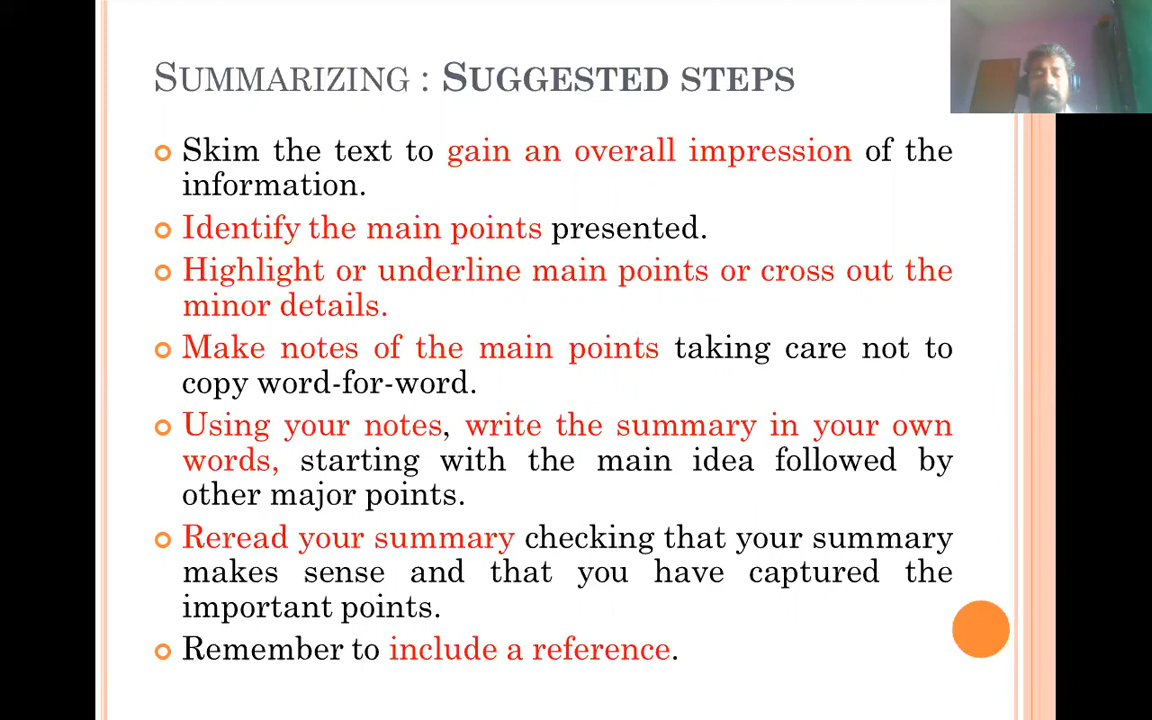 SUMMARIZING : SUGGESTED STEPS
Skim the text to gain an overall impression of the
information.
Identify the main points presented.
Highlight or underline main points or cross out the
minor details.
Make notes of the main points taking care not to
copy word-for-word.
Using your notes, write the summary in your own
words, starting with the main idea followed by
other major points.
Reread your summary checking that your summary
makes sense and that you have captured the
important points.
Remember to include a reference.